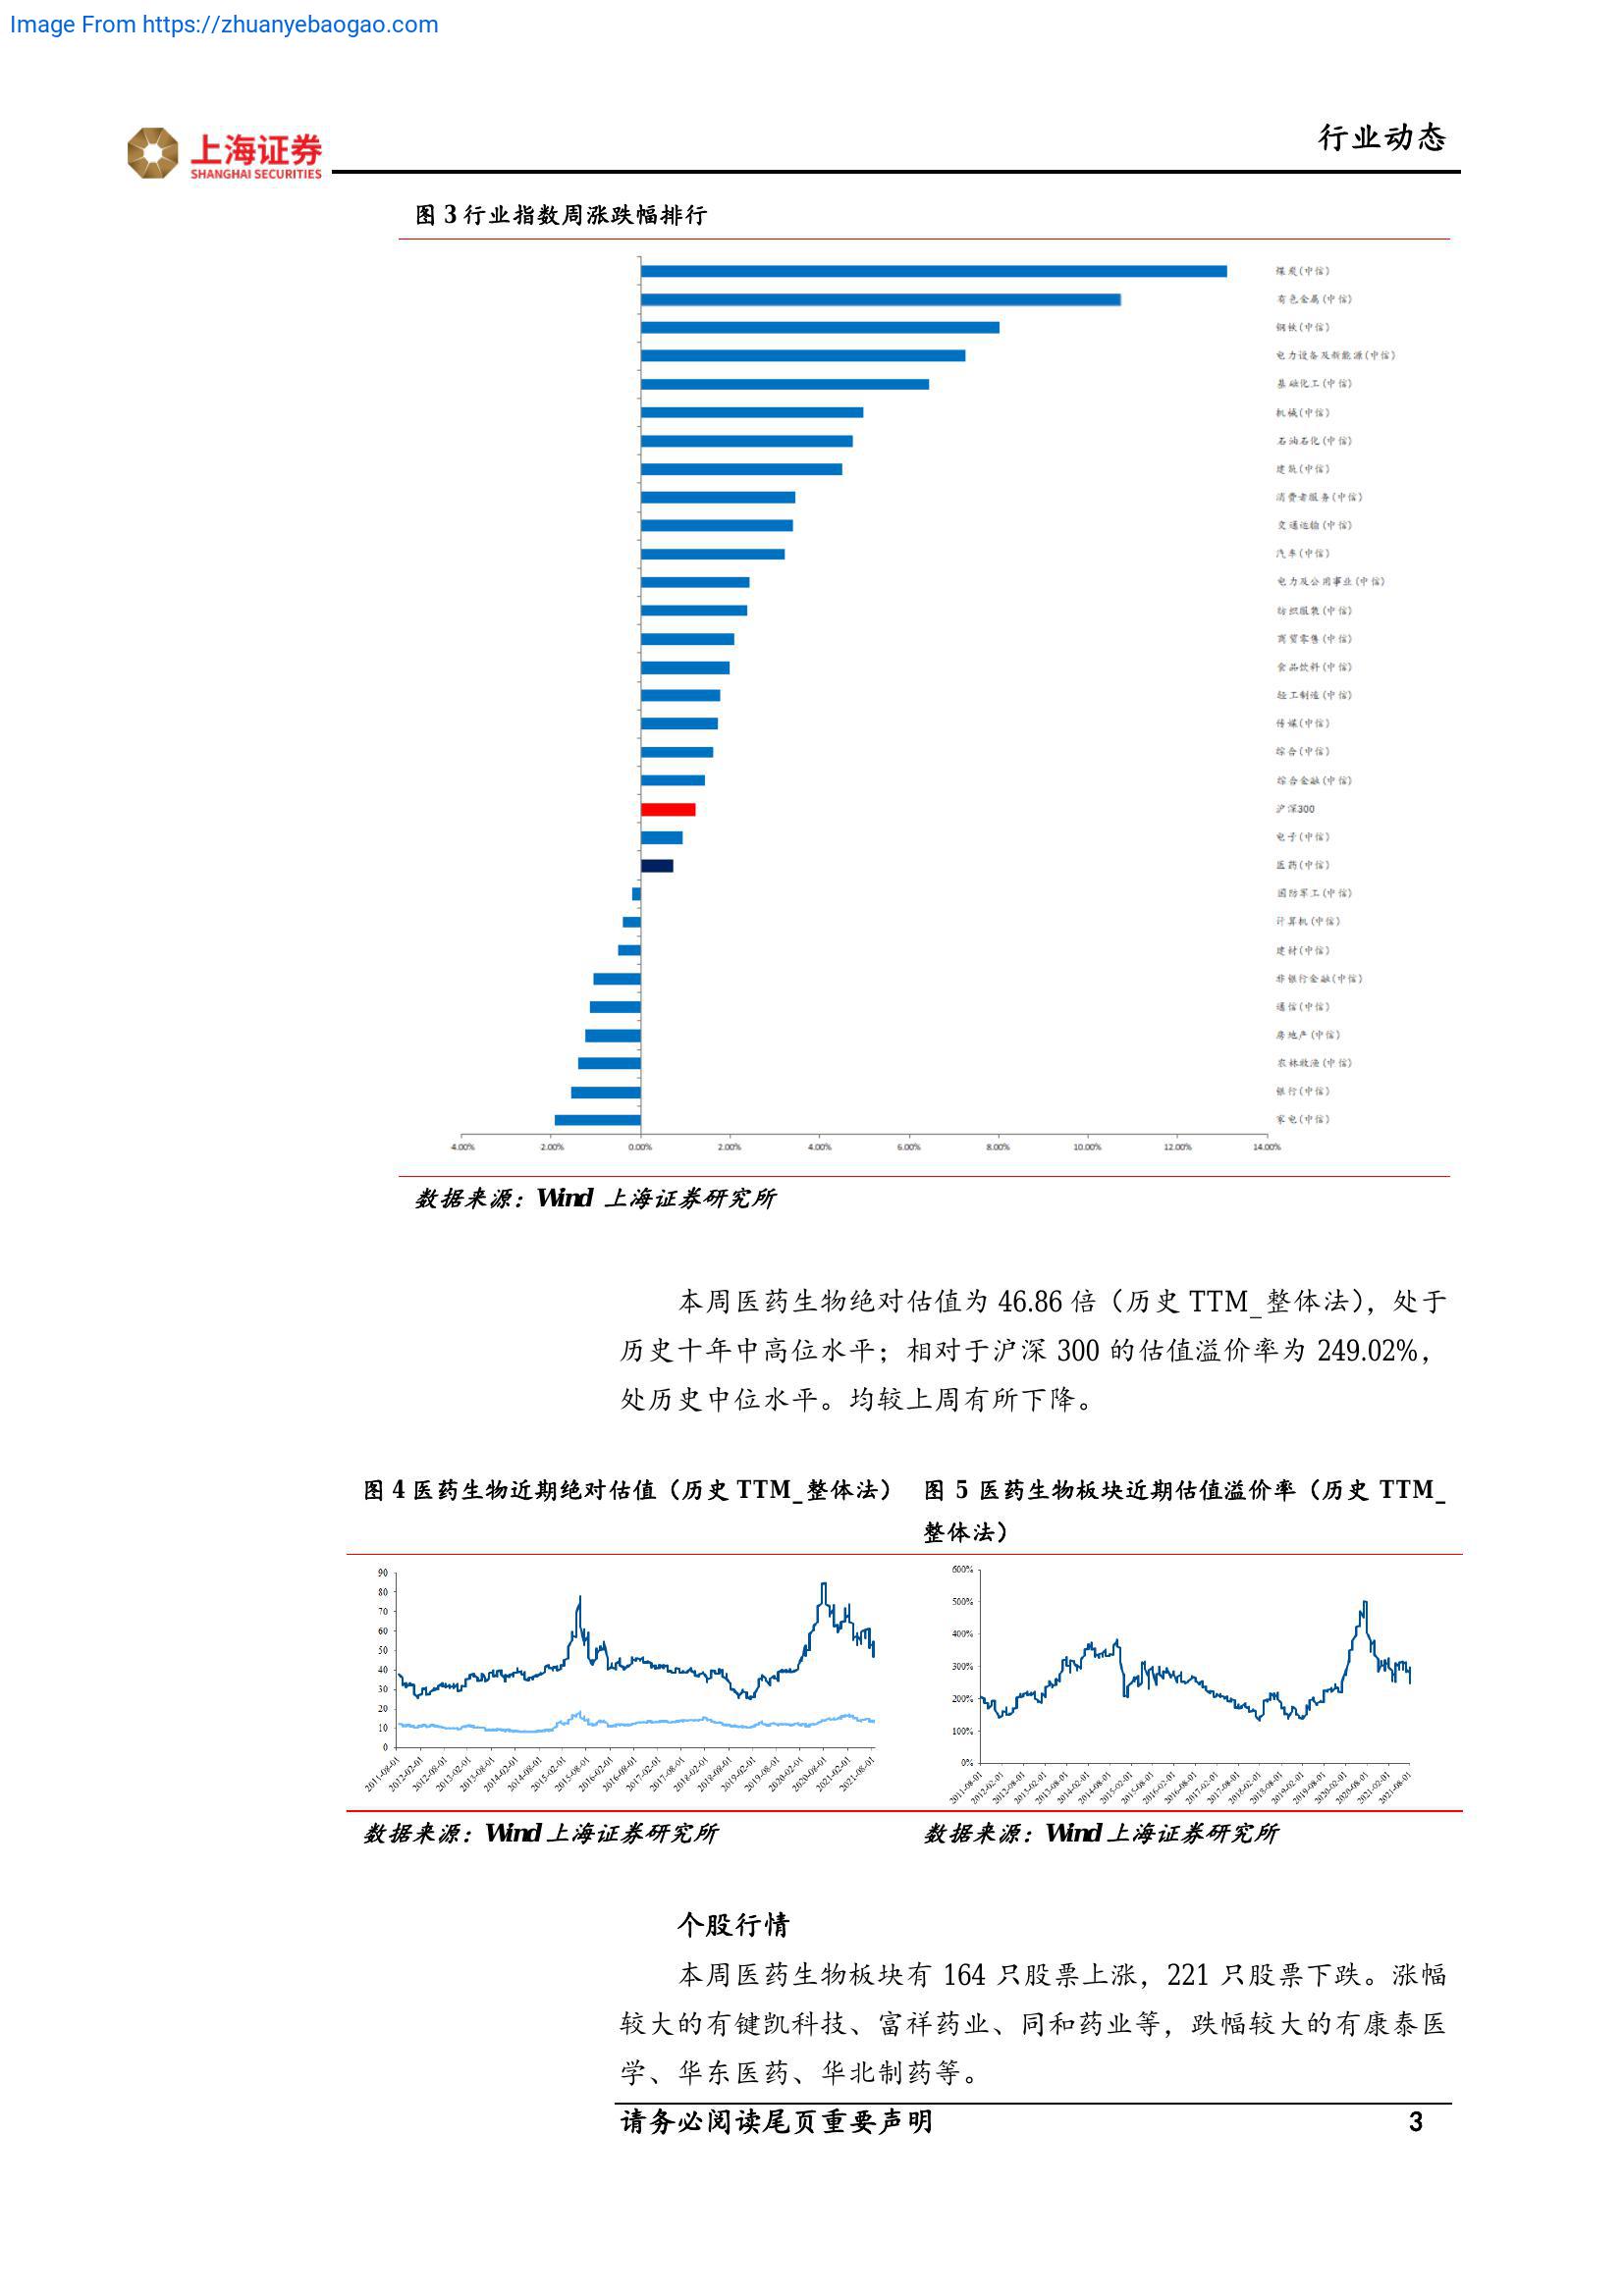 Image From https://zhuanyebaogao.com
上海证券
SHANGHAI SECURITIES
行业动态
图 3 行业指数周涨跌幅排行
煤炭(中信)
有色金属(中信)
钢铁(中信)
电力设备及新能源(中信)
基础化工(中信)
机械(中信)
石油石化(中信)
建筑(中信)
消费者服务(中信)
交通运输(中信)
汽车(中信)
电力及公用事业(中信)
纺织服装(中信)
商贸零售(中信)
食品饮料(中信)
轻工制造(中信)
传媒(中信)
综合(中信)
综合金融(中信)
沪深300
电子(中信)
医药(中信)
国防军工(中信)
计算机(中信)
建材(中信)
非银行金融(中信)
通信(中信)
房地产(中信)
农林牧渔(中信)
银行(中信)
家电(中信)
-4.00% -2.00% 0.00% 2.00% 4.00% 6.00% 8.00% 10.00% 12.00% 14.00%
数据来源：Wind 上海证券研究所
本周医药生物绝对估值为 46.86 倍（历史 TTM_整体法），处于
历史十年中高位水平；相对于沪深 300 的估值溢价率为 249.02%，
处历史中位水平。均较上周有所下降。
图 4 医药生物近期绝对估值（历史 TTM_整体法）
90
80
70
60
50
40
30
20
10
0
2011-08-01 2012-02-01 2012-08-01 2013-02-01 2013-08-01 2014-02-01 2014-08-01 2015-02-01 2015-08-01 2016-02-01 2016-08-01 2017-02-01 2017-08-01 2018-02-01 2018-08-01 2019-02-01 2019-08-01 2020-02-01 2020-08-01 2021-02-01 2021-08-01
数据来源：Wind 上海证券研究所
图 5 医药生物板块近期估值溢价率（历史 TTM_
整体法）
600%
500%
400%
300%
200%
100%
0%
2011-08-01 2012-02-01 2012-08-01 2013-02-01 2013-08-01 2014-02-01 2014-08-01 2015-02-01 2015-08-01 2016-02-01 2016-08-01 2017-02-01 2017-08-01 2018-02-01 2018-08-01 2019-02-01 2019-08-01 2020-02-01 2020-08-01 2021-02-01 2021-08-01
数据来源：Wind 上海证券研究所
个股行情
本周医药生物板块有 164 只股票上涨，221 只股票下跌。涨幅
较大的有键凯科技、富祥药业、同和药业等，跌幅较大的有康泰医
学、华东医药、华北制药等。
请务必阅读尾页重要声明
3